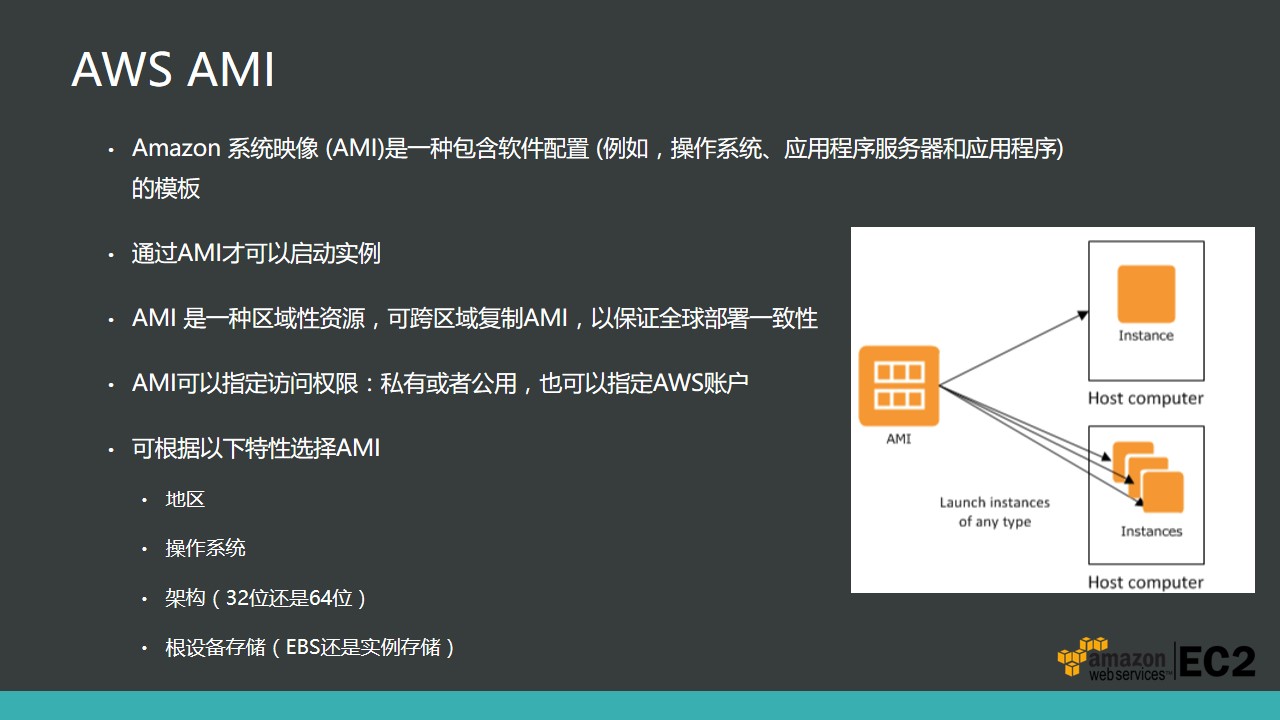 AWS AMI
• Amazon 系统映像 (AMI)是一种包含软件配置 (例如，操作系统、应用程序服务器和应用程序)
的模板
• 通过AMI才可以启动实例
• AMI 是一种区域性资源，可跨区域复制AMI，以保证全球部署一致性
• AMI可以指定访问权限：私有或者公用，也可以指定AWS账户
• 可根据以下特性选择AMI
• 地区
• 操作系统
• 架构（32位还是64位）
• 根设备存储（EBS还是实例存储）
Instance
Host computer
AMI
Launch instances
of any type
Instances
Host computer
amazon
webservices™
EC2